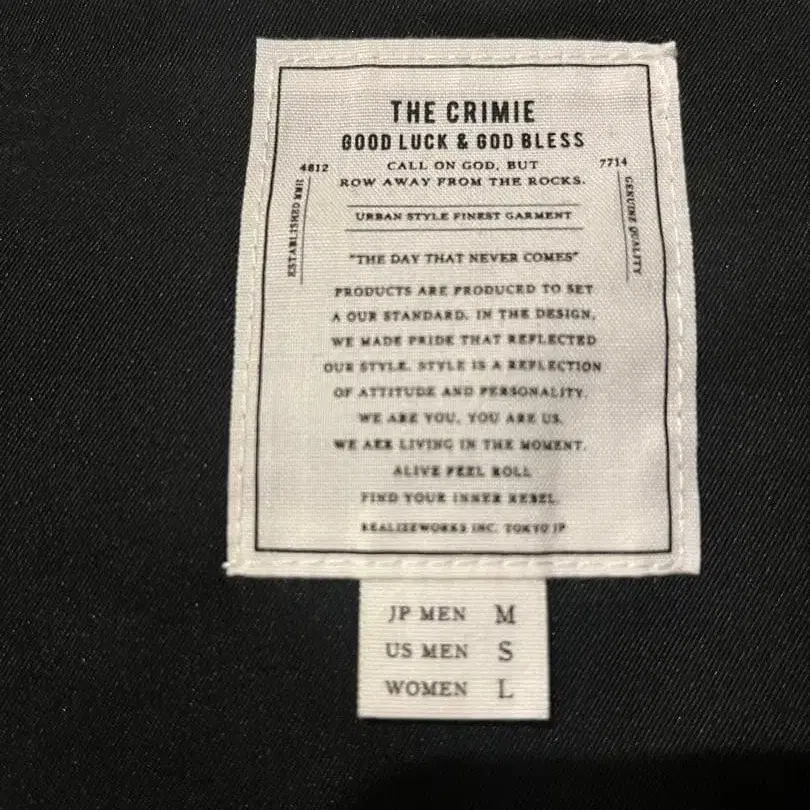 THE CRIMIE
GOOD LUCK & GOD BLESS
4812
CALL ON GOD, BUT
7714
ROW AWAY FROM THE ROCKS.
ESTABLISHED HRH
GENUINE QUALITY
URBAN STYLE FINEST GARMENT
"THE DAY THAT NEVER COMES"
PRODUCTS ARE PRODUCED TO SET
A OUR STANDARD. IN THE DESIGN,
WE MADE PRIDE THAT REFLECTED
OUR STYLE. STYLE IS A REFLECTION
OF ATTITUDE AND PERSONALITY.
WE ARE YOU, YOU ARE US.
WE AER LIVING IN THE MOMENT.
ALIVE FEEL ROLL
FIND YOUR INNER REBEL.
REALIZEWORKS INC. TOKYO JP
JP MEN M
US MEN S
WOMEN L